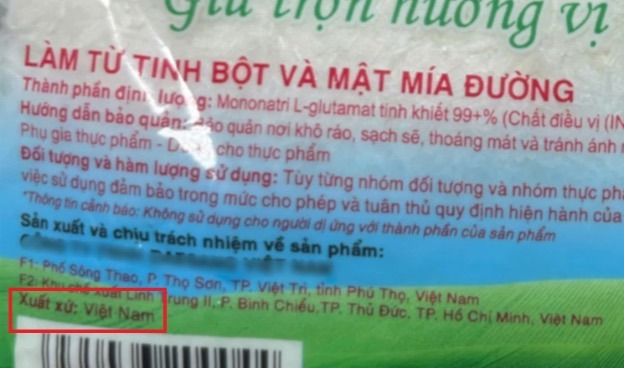 Giữ trọn hương vị
LÀM TỪ TINH BỘT VÀ MẬT MÍA ĐƯỜNG
Thành phần định lượng: Mononatri L-glutamat tinh khiết 99+% (Chất điều vị (IN
Hướng dẫn bảo quản: Bảo quản nơi khô ráo, sạch sẽ, thoáng mát và tránh ánh
Phụ gia thực phẩm - Dùng cho thực phẩm
Đối tượng và hàm lượng sử dụng: Tùy từng nhóm đối tượng và nhóm thực phẩ
việc sử dụng đảm bảo trong mức cho phép và tuân thủ quy định hiện hành của
*Thông tin cảnh báo: Không sử dụng cho người dị ứng với thành phần của sản phẩm
Sản xuất và chịu trách nhiệm về sản phẩm:
F1: Phố Sông Thao, P. Thọ Sơn, TP. Việt Trì, tỉnh Phú Thọ, Việt Nam
F2: Khu chế xuất Linh Trung II, P. Bình Chiểu,TP. Thủ Đức, TP. Hồ Chí Minh, Việt Nam
Xuất xứ: Việt Nam